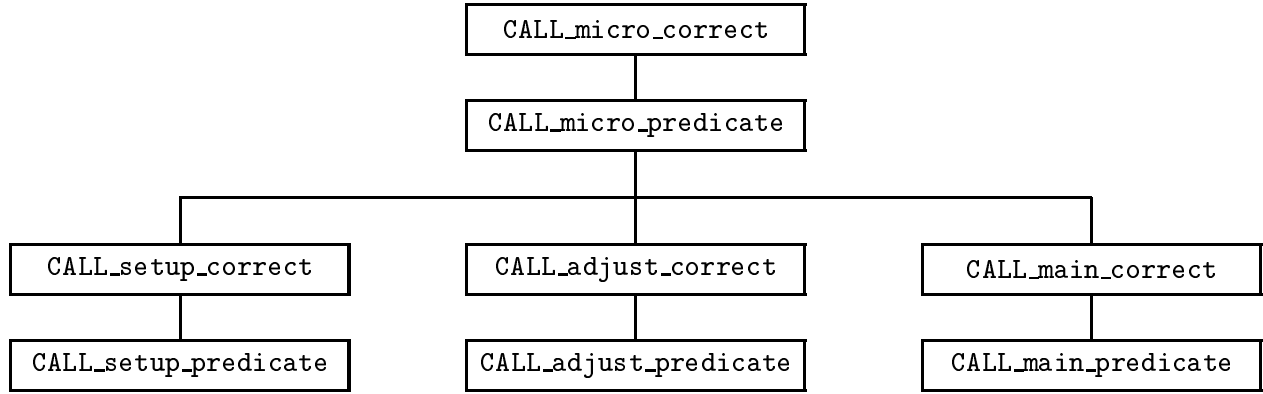 CALL_micro_correct
CALL_micro_predicate
CALL_setup_correct
CALL_adjust_correct
CALL_main_correct
CALL_setup_predicate
CALL_adjust_predicate
CALL_main_predicate